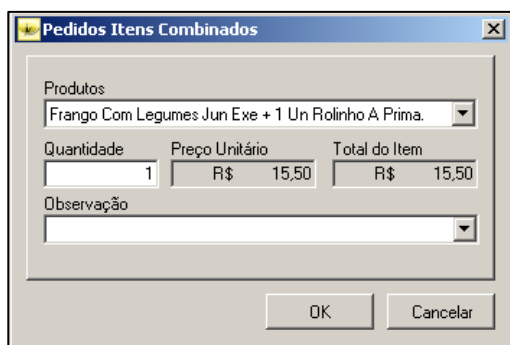 Pedidos Itens Combinados
Produtos
Frango Com Legumes Jun Exe + 1 Un Rolinho A Prima.
Quantidade Preço Unitário Total do Item
1 R$ 15,50 R$ 15,50
Observação
OK Cancelar